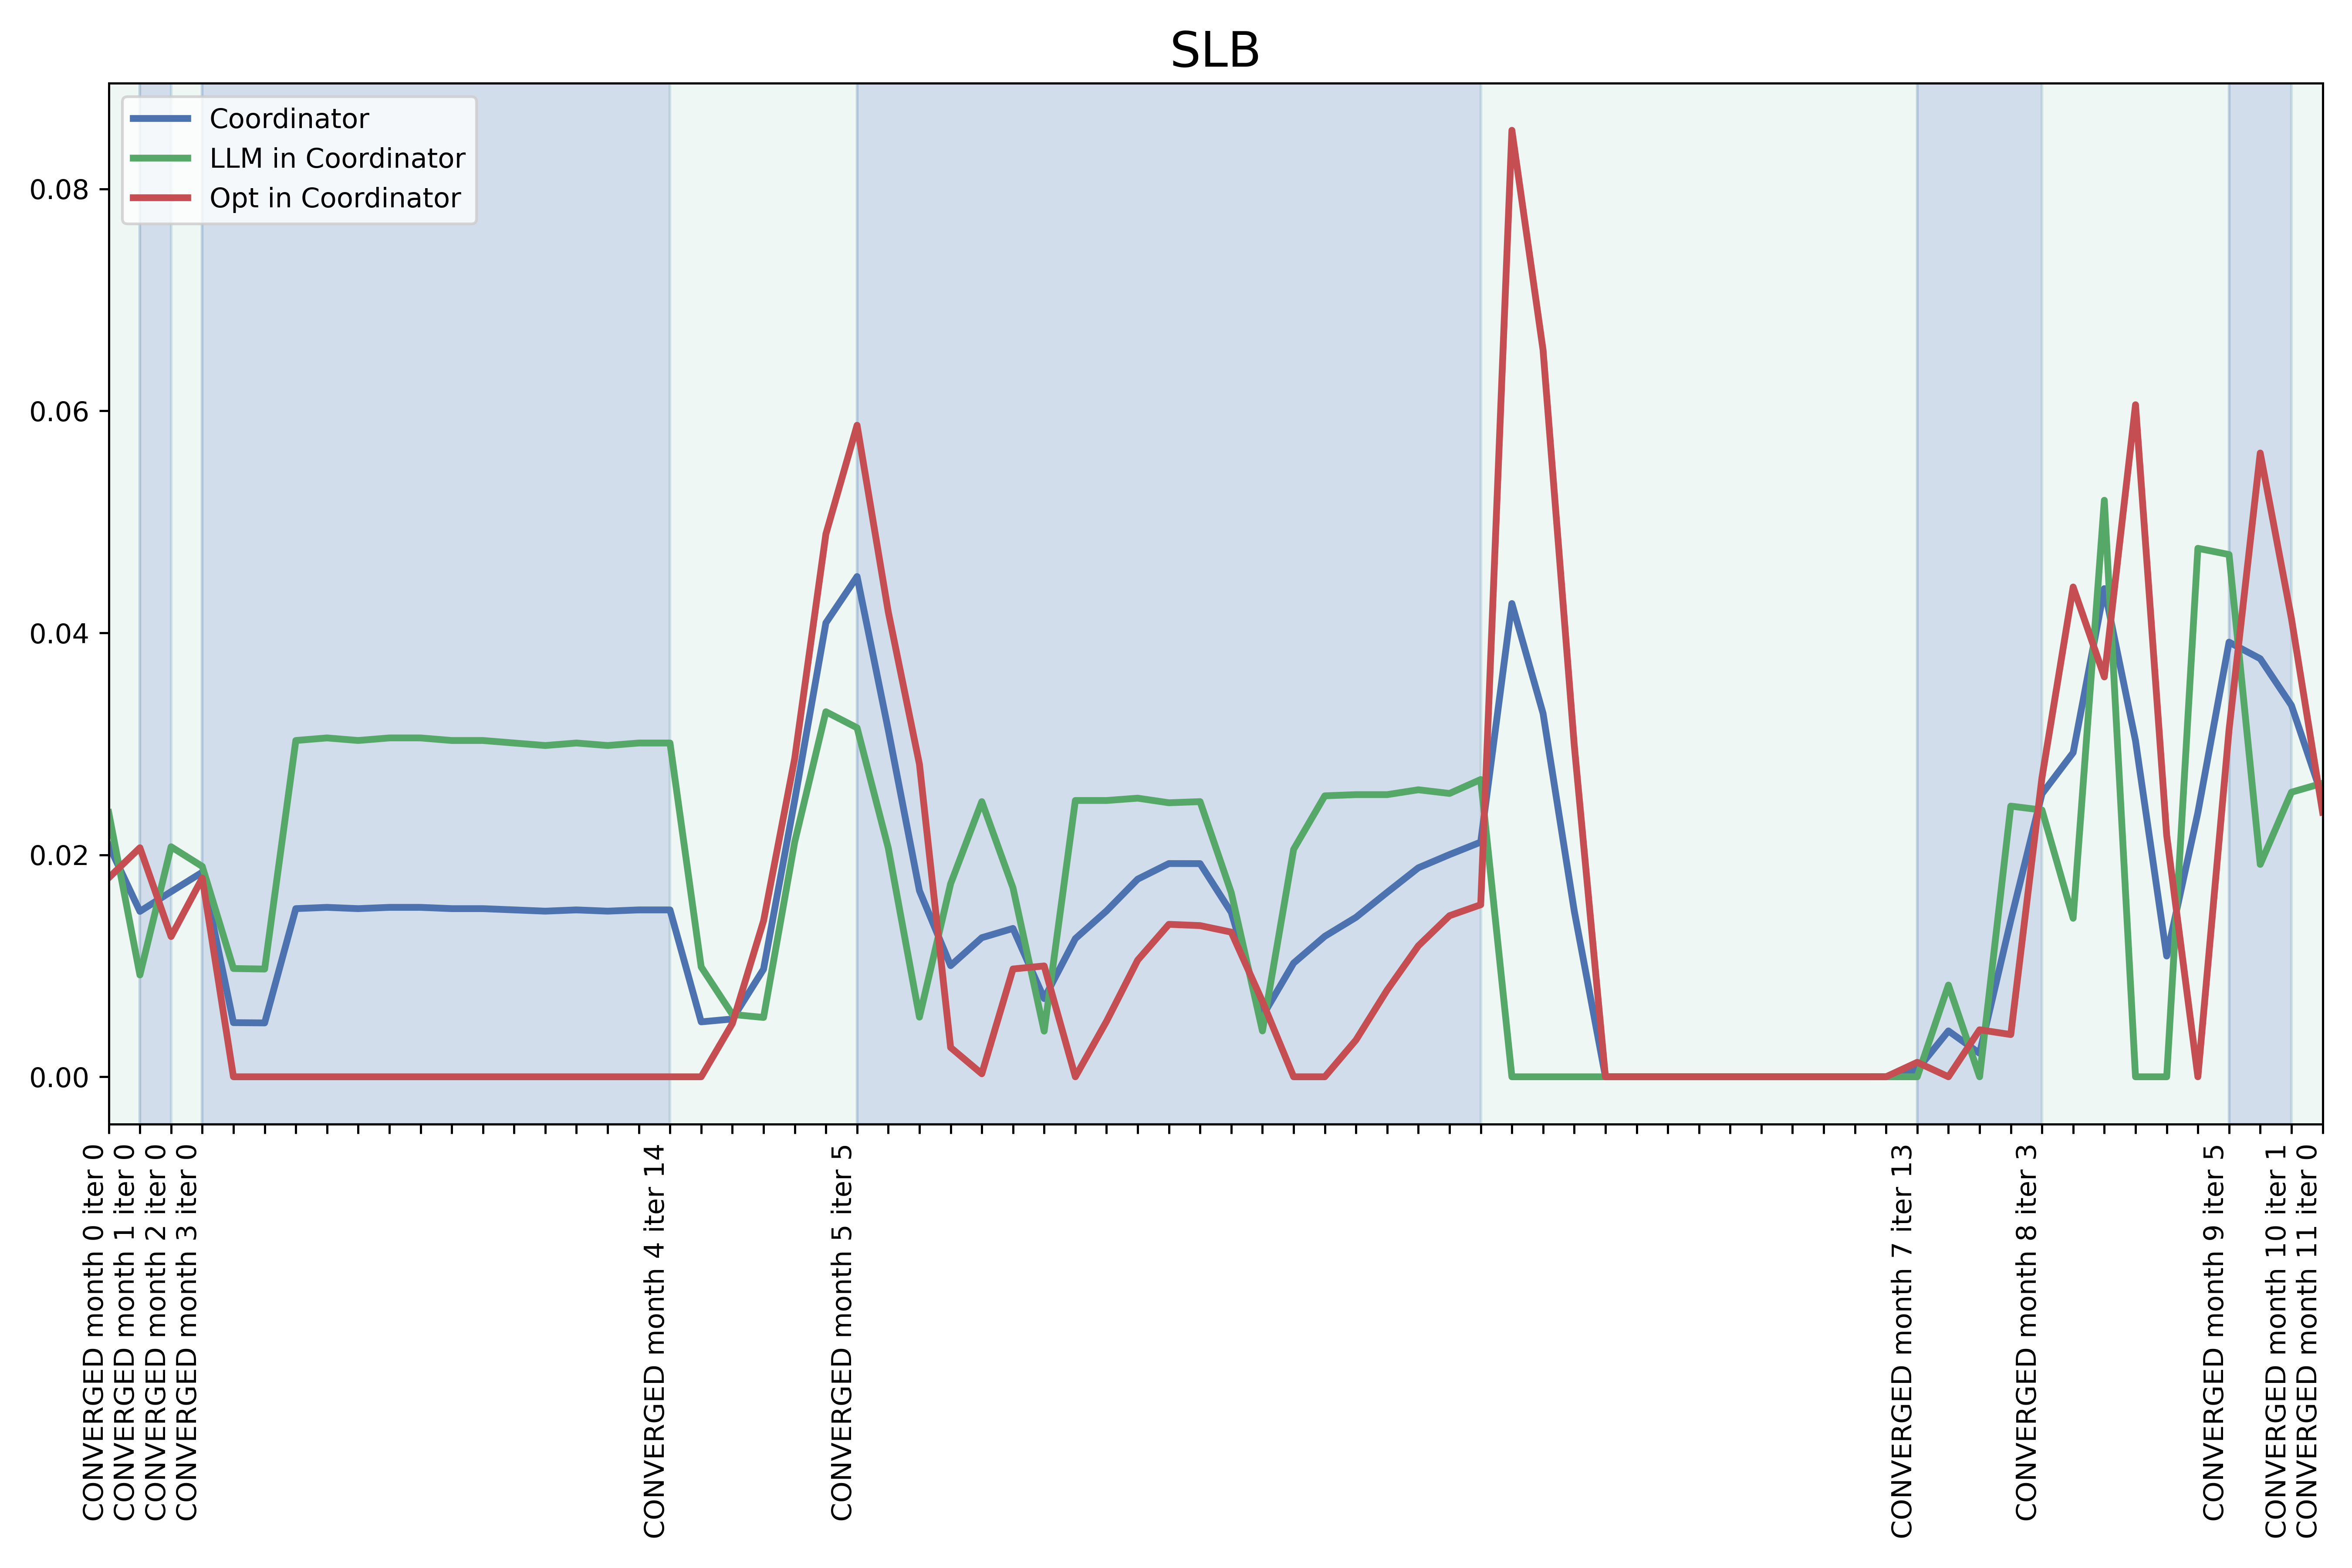 SLB
Coordinator
LLM in Coordinator
Opt in Coordinator
0.08
0.06
0.04
0.02
0.00
CONVERGED month 0 iter 0
CONVERGED month 1 iter 0
CONVERGED month 2 iter 0
CONVERGED month 3 iter 0
CONVERGED month 4 iter 14
CONVERGED month 5 iter 5
CONVERGED month 7 iter 13
CONVERGED month 8 iter 3
CONVERGED month 9 iter 5
CONVERGED month 10 iter 1
CONVERGED month 11 iter 0